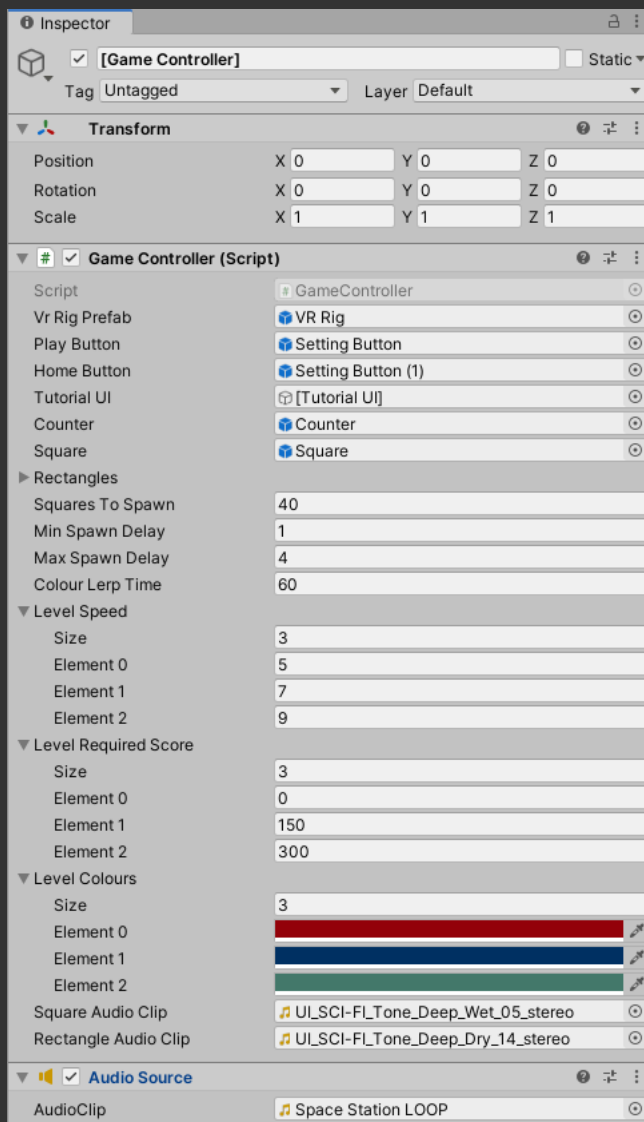 Inspector
[Game Controller] Static
Tag Untagged Layer Default
Transform
Position X 0 Y 0 Z 0
Rotation X 0 Y 0 Z 0
Scale X 1 Y 1 Z 1
# Game Controller (Script)
Script # GameController
Vr Rig Prefab VR Rig
Play Button Setting Button
Home Button Setting Button (1)
Tutorial UI [Tutorial UI]
Counter Counter
Square Square
Rectangles
Squares To Spawn 40
Min Spawn Delay 1
Max Spawn Delay 4
Colour Lerp Time 60
Level Speed
Size 3
Element 0 5
Element 1 7
Element 2 9
Level Required Score
Size 3
Element 0 0
Element 1 150
Element 2 300
Level Colours
Size 3
Element 0
Element 1
Element 2
Square Audio Clip UI_SCI-FI_Tone_Deep_Wet_05_stereo
Rectangle Audio Clip UI_SCI-FI_Tone_Deep_Dry_14_stereo
Audio Source
AudioClip Space Station LOOP